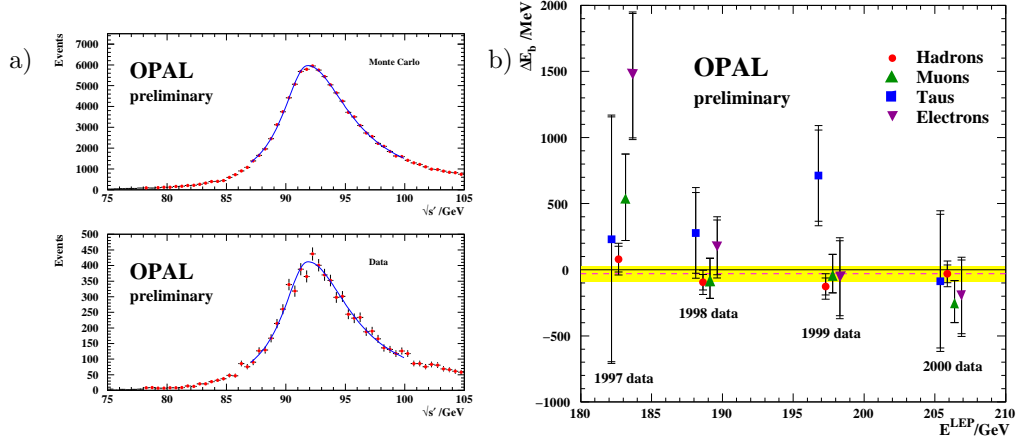 a)
Events
7000
6000
5000
4000
3000
2000
1000
0
OPAL
preliminary
Monte Carlo
75 80 85 90 95 100 105
√s′/GeV
Events
500
450
400
350
300
250
200
150
100
50
0
OPAL
preliminary
Data
75 80 85 90 95 100 105
√s′/GeV
b)
ΔE_b /MeV
2000
1500
1000
500
0
−500
−1000
OPAL
preliminary
Hadrons
Muons
Taus
Electrons
1997 data
1998 data
1999 data
2000 data
180 185 190 195 200 205 210
E^LEP/GeV